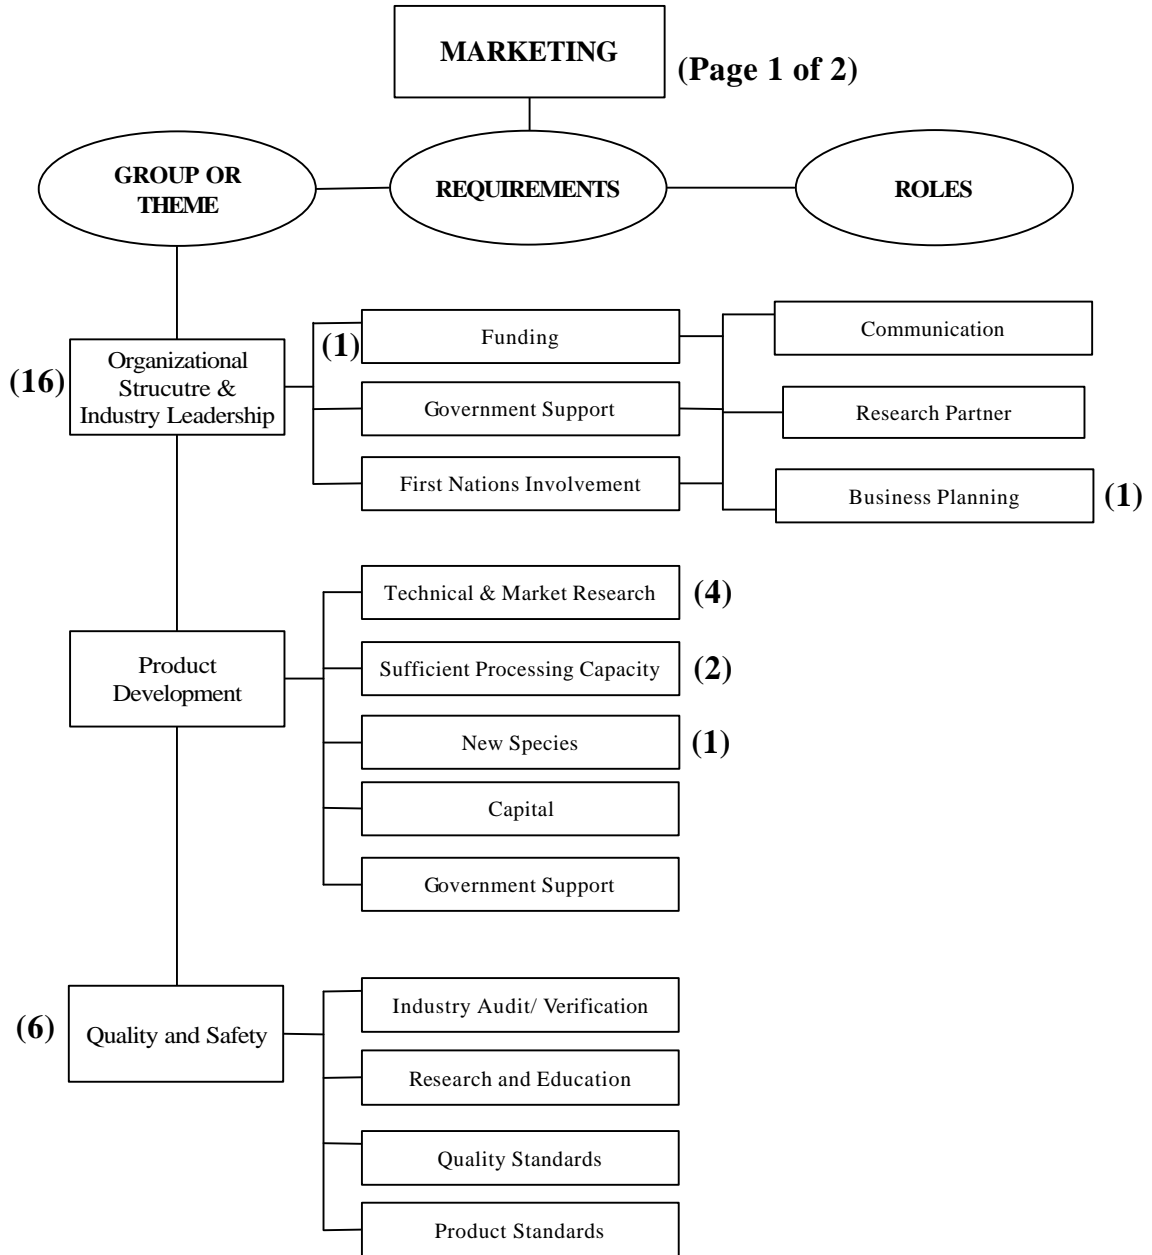 MARKETING
(Page 1 of 2)
GROUP OR
THEME
REQUIREMENTS
ROLES
(16)
Organizational
Strucutre &
Industry Leadership
(1)
Funding
Government Support
First Nations Involvement
Communication
Research Partner
Business Planning
(1)
Product
Development
Technical & Market Research
(4)
Sufficient Processing Capacity
(2)
New Species
(1)
Capital
Government Support
(6)
Quality and Safety
Industry Audit/ Verification
Research and Education
Quality Standards
Product Standards